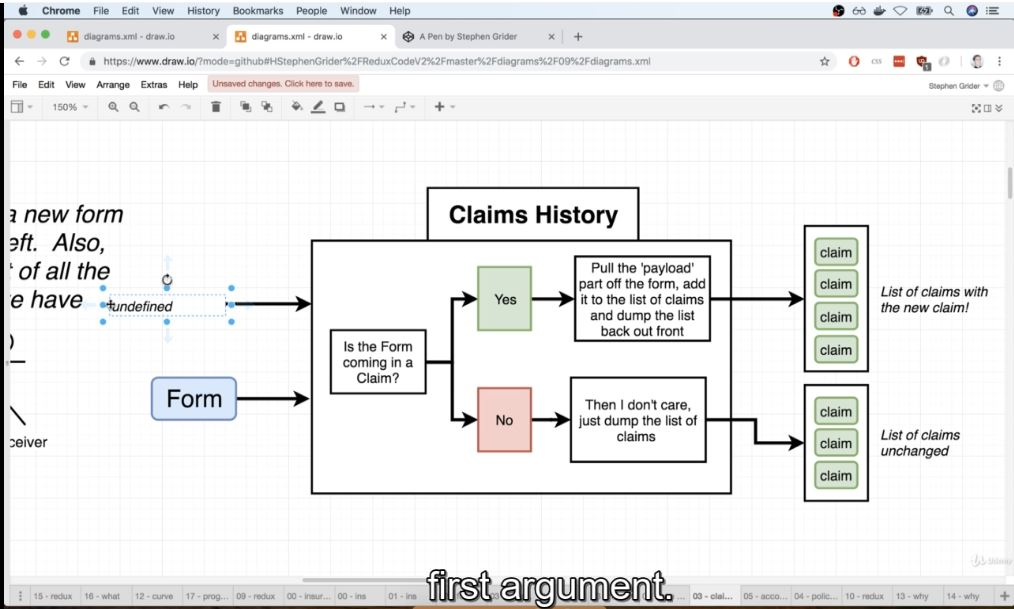 Chrome File Edit View History Bookmarks People Window Help
diagrams.xml - draw.io
diagrams.xml - draw.io
A Pen by Stephen Grider
https://www.draw.io/?mode=github#HStephenGrider%2FReduxCodeV2%2Fmaster%2Fdiagrams%2F09%2Fdiagrams.xml
File Edit View Arrange Extras Help
Unsaved changes. Click here to save.
Stephen Grider
150%
Claims History
a new form
eft. Also,
of all the
e have
undefined
Form
ceiver
Is the Form
coming in a
Claim?
Yes
Pull the 'payload'
part off the form, add
it to the list of claims
and dump the list
back out front
No
Then I don't care,
just dump the list of
claims
claim
claim
claim
claim
List of claims with
the new claim!
claim
claim
claim
List of claims
unchanged
Udemy
first argument.
15 - redux 16 - what 12 - curve 17 - prog... 09 - redux 00 - insur... 00 - ins 01 - ins 03 - clai... 05 - acco... 04 - polic... 10 - redux 13 - why 14 - why